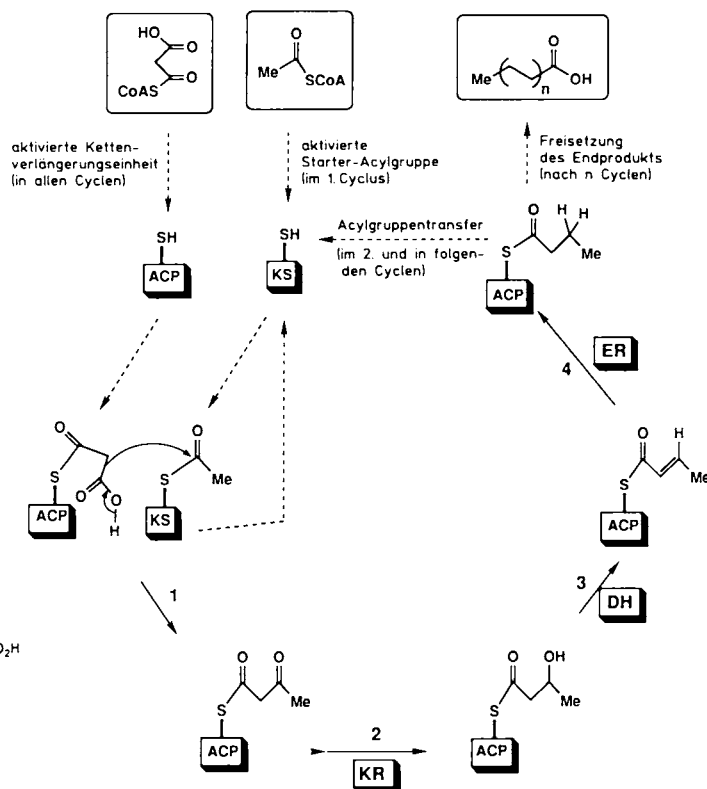 HO
O
O
CoAS
O
Me
SCoA
O
Me
n
OH
aktivierte Ketten-
verlängerungseinheit
(in allen Cyclen)
aktivierte
Starter-Acylgruppe
(im 1. Cyclus)
Freisetzung
des Endprodukts
(nach n Cyclen)
SH
ACP
SH
KS
Acylgruppentransfer
(im 2. und in folgen-
den Cyclen)
O
H H
S
Me
ACP
ER
4
O
S
O
O
H
ACP
O
S
Me
KS
O
H
S
Me
ACP
3
DH
1
O₂H
O O
S
Me
ACP
2
KR
O
OH
S
Me
ACP